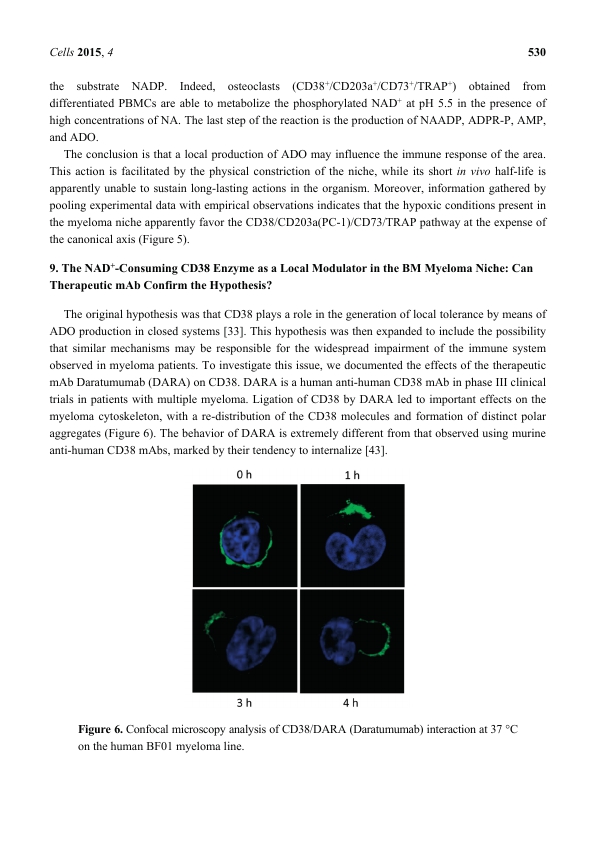 Cells 2015, 4 530
the substrate NADP. Indeed, osteoclasts (CD38⁺/CD203a⁺/CD73⁺/TRAP⁺) obtained from
differentiated PBMCs are able to metabolize the phosphorylated NAD⁺ at pH 5.5 in the presence of
high concentrations of NA. The last step of the reaction is the production of NAADP, ADPR-P, AMP,
and ADO.
The conclusion is that a local production of ADO may influence the immune response of the area.
This action is facilitated by the physical constriction of the niche, while its short in vivo half-life is
apparently unable to sustain long-lasting actions in the organism. Moreover, information gathered by
pooling experimental data with empirical observations indicates that the hypoxic conditions present in
the myeloma niche apparently favor the CD38/CD203a(PC-1)/CD73/TRAP pathway at the expense of
the canonical axis (Figure 5).
9. The NAD⁺-Consuming CD38 Enzyme as a Local Modulator in the BM Myeloma Niche: Can
Therapeutic mAb Confirm the Hypothesis?
The original hypothesis was that CD38 plays a role in the generation of local tolerance by means of
ADO production in closed systems [33]. This hypothesis was then expanded to include the possibility
that similar mechanisms may be responsible for the widespread impairment of the immune system
observed in myeloma patients. To investigate this issue, we documented the effects of the therapeutic
mAb Daratumumab (DARA) on CD38. DARA is a human anti-human CD38 mAb in phase III clinical
trials in patients with multiple myeloma. Ligation of CD38 by DARA led to important effects on the
myeloma cytoskeleton, with a re-distribution of the CD38 molecules and formation of distinct polar
aggregates (Figure 6). The behavior of DARA is extremely different from that observed using murine
anti-human CD38 mAbs, marked by their tendency to internalize [43].
0 h 1 h
3 h 4 h
Figure 6. Confocal microscopy analysis of CD38/DARA (Daratumumab) interaction at 37 °C
on the human BF01 myeloma line.